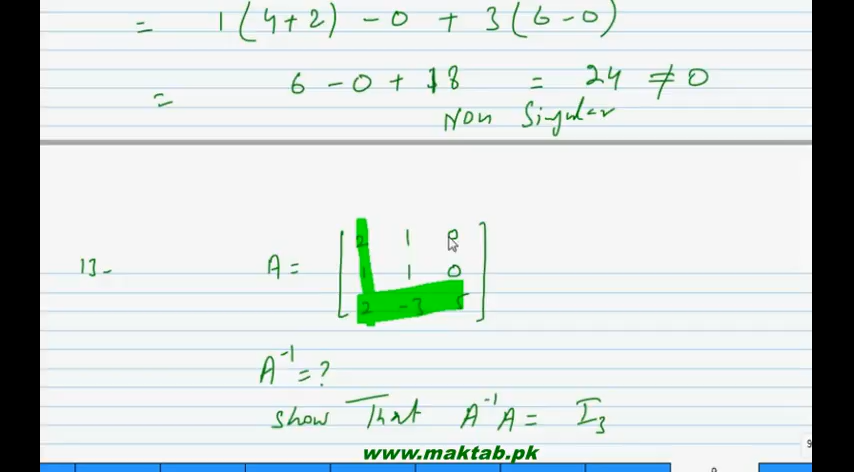 = 1(4+2) -0 + 3(6-0)
= 6 -0 + 18 = 24 ≠ 0
Non Singular
13- A = [2 1 0
1 1 0
2 -3 5]
A⁻¹ = ?
Show That A⁻¹A = I₃
www.maktab.pk
9